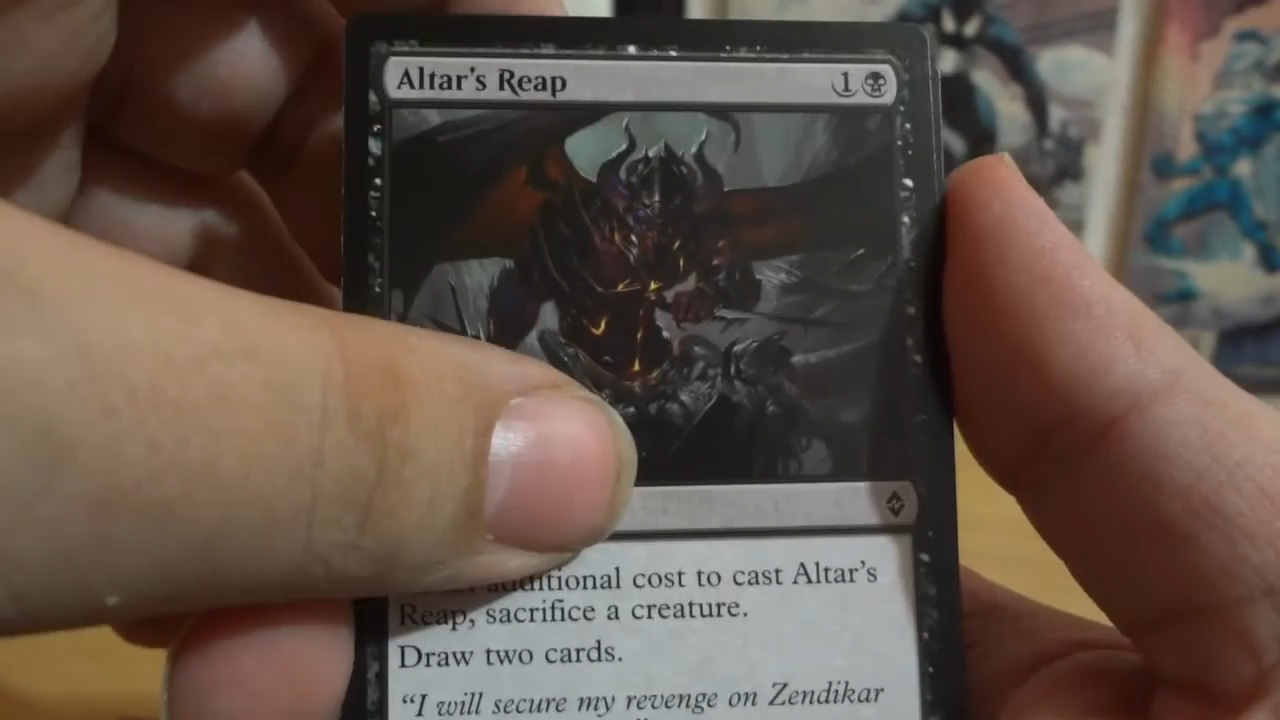 Altar's Reap 1
additional cost to cast Altar's
Reap, sacrifice a creature.
Draw two cards.
“I will secure my revenge on Zendikar